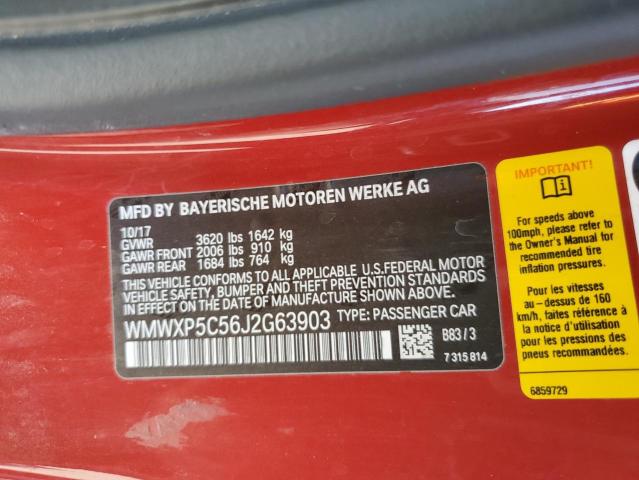 MFD BY BAYERISCHE MOTOREN WERKE AG
10/17
GVWR 3620 lbs 1642 kg
GAWR FRONT 2006 lbs 910 kg
GAWR REAR 1684 lbs 764 kg
THIS VEHICLE CONFORMS TO ALL APPLICABLE U.S.FEDERAL MOTOR
VEHICLE SAFETY, BUMPER, AND THEFT PREVENTION STANDARDS
IN EFFECT ON THE DATE OF MANUFACTURE SHOWN ABOVE.
WMWXP5C56J2G63903 TYPE: PASSENGER CAR
B83/3
7315814
IMPORTANT!
For speeds above
100mph, please refer to
the Owner's Manual for
recommended tire
inflation pressures.
Pour les vitesses
au-dessus de 160
km/h, faites référence à
la notice d'utilisation
pour les pressions des
pneus recommandées.
6859729